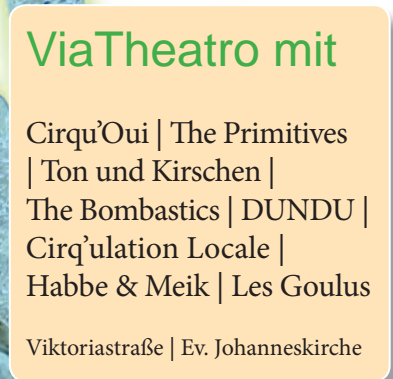 ViaTheatro mit
Cirqu’Oui | The Primitives
| Ton und Kirschen |
The Bombastics | DUNDU |
Cirq’ulation Locale |
Habbe & Meik | Les Goulus
Viktoriastraße | Ev. Johanneskirche